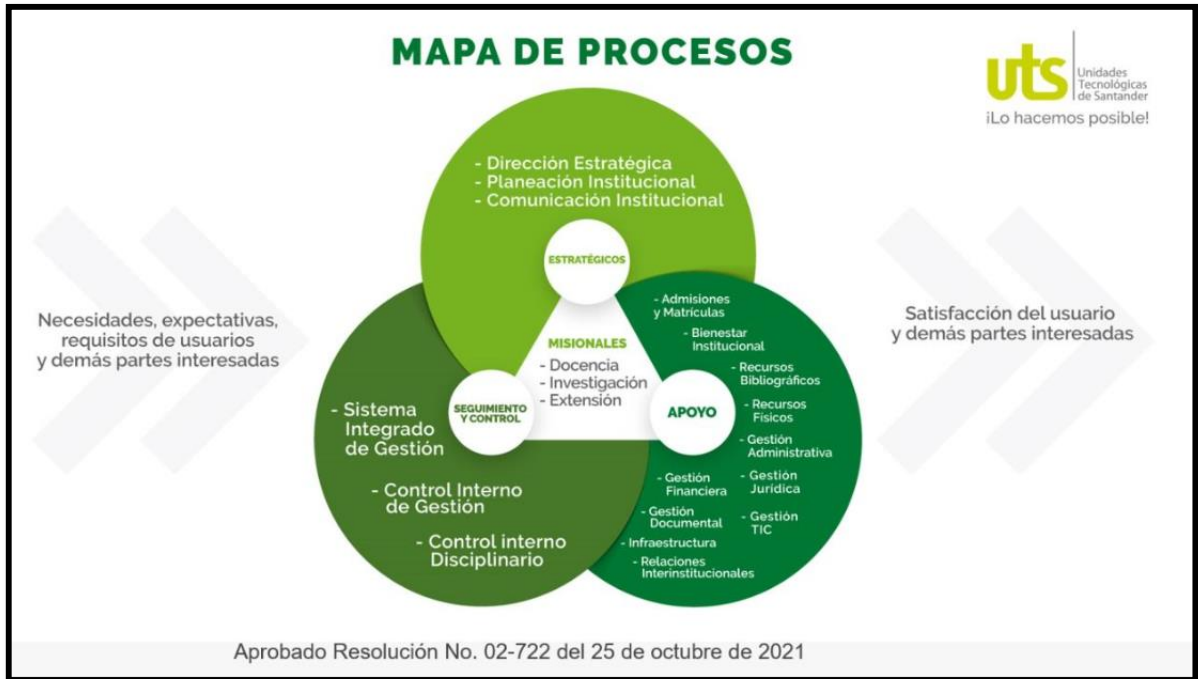 MAPA DE PROCESOS
uts
Unidades
Tecnológicas
de Santander
¡Lo hacemos posible!
- Dirección Estratégica
- Planeación Institucional
- Comunicación Institucional
ESTRATÉGICOS
Necesidades, expectativas,
requisitos de usuarios
y demás partes interesadas
MISIONALES
- Docencia
- Investigación
- Extensión
SEGUIMIENTO
Y CONTROL
- Sistema
Integrado
de Gestión
- Control Interno
de Gestión
- Control interno
Disciplinario
APOYO
- Admisiones
y Matrículas
- Bienestar
Institucional
- Recursos
Bibliográficos
- Recursos
Físicos
- Gestión
Administrativa
- Gestión
Jurídica
- Gestión
TIC
- Gestión
Financiera
- Gestión
Documental
- Infraestructura
- Relaciones
Interinstitucionales
Satisfacción del usuario
y demás partes interesadas
Aprobado Resolución No. 02-722 del 25 de octubre de 2021